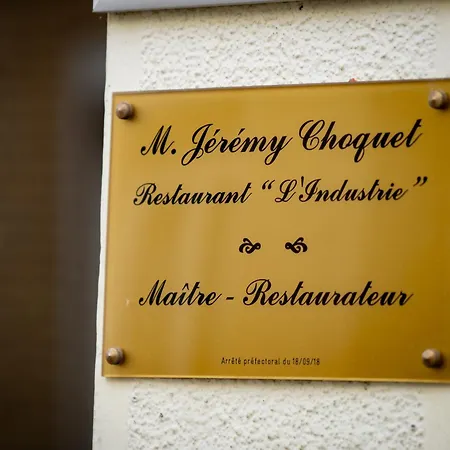 M. Jérémy Choquet
Restaurant “L'Industrie”
Maître - Restaurateur
Arrêté préfectoral du 18/09/18